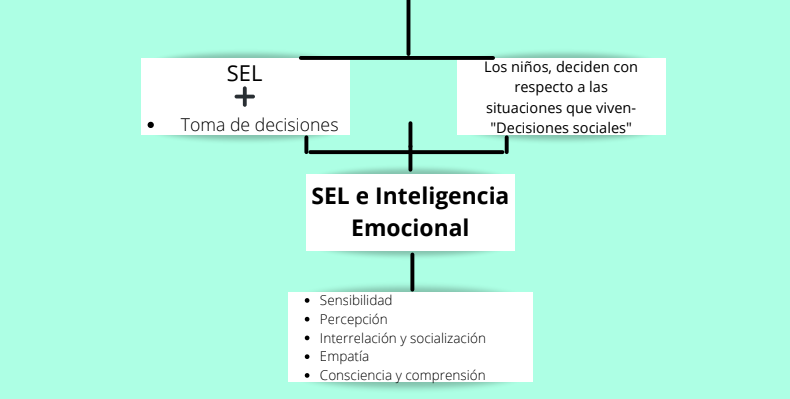 SEL
+
• Toma de decisiones
Los niños, deciden con
respecto a las
situaciones que viven-
"Decisiones sociales"
SEL e Inteligencia
Emocional
• Sensibilidad
• Percepción
• Interrelación y socialización
• Empatía
• Consciencia y comprensión